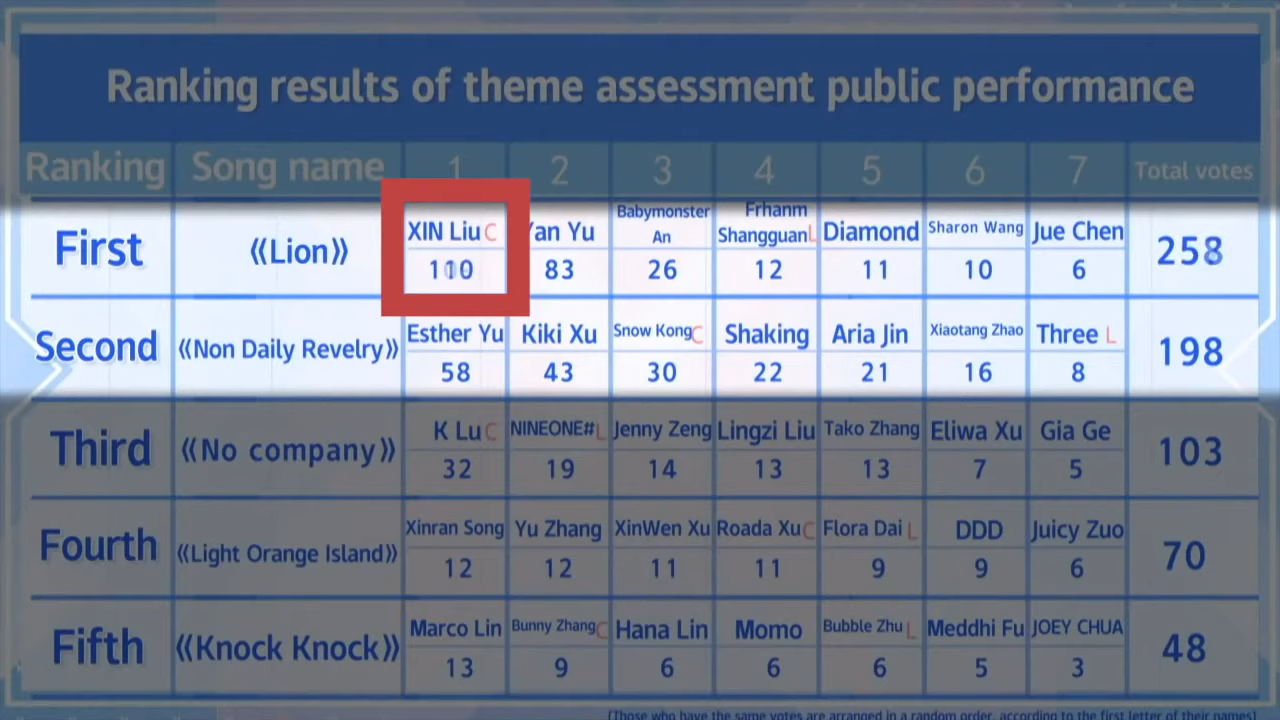 Ranking results of theme assessment public performance
Ranking Song name 1 2 3 4 5 6 7 Total votes
First 《Lion》 XIN Liu C Yan Yu Babymonster An Frhanm Shangguan L Diamond Sharon Wang Jue Chen 258
110 83 26 12 11 10 6
Second 《Non Daily Revelry》 Esther Yu Kiki Xu Snow Kong C Shaking Aria Jin Xiaotang Zhao Three L 198
58 43 30 22 21 16 8
Third 《No company》 K Lu C NINEONE# L Jenny Zeng Lingzi Liu Tako Zhang Eliwa Xu Gia Ge 103
32 19 14 13 13 7 5
Fourth 《Light Orange Island》 Xinran Song Yu Zhang XinWen Xu Roada Xu C Flora Dai L DDD Juicy Zuo 70
12 12 11 11 9 9 6
Fifth 《Knock Knock》 Marco Lin Bunny Zhang C Hana Lin Momo Bubble Zhu L Meddhi Fu JOEY CHUA 48
13 9 6 6 6 5 3
(Those who have the same votes are arranged in a random order, according to the first letter of their names)